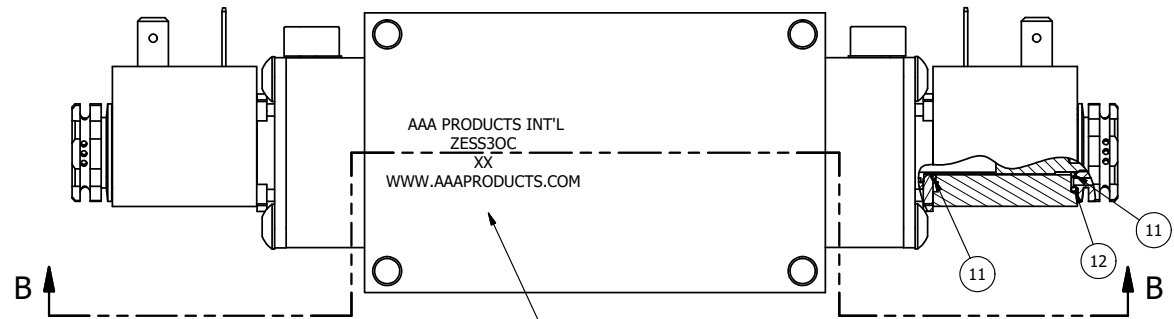 AAA PRODUCTS INT'L
ZESS3OC
XX
WWW.AAAPRODUCTS.COM
11
12
11
B
B